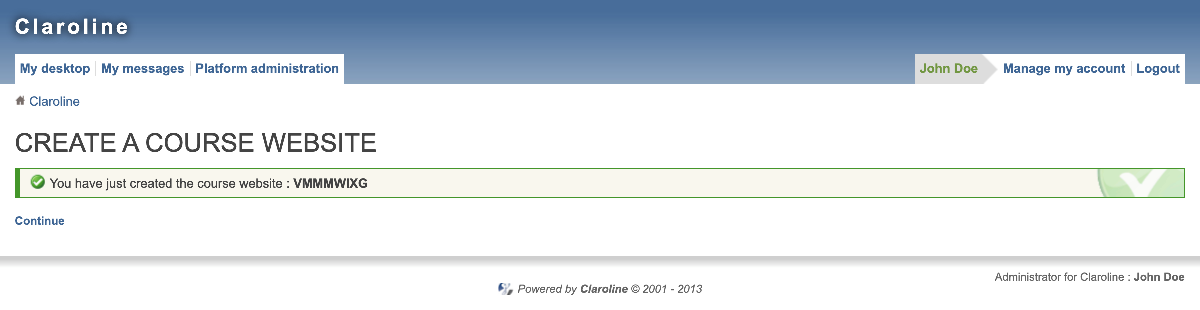 Claroline
My desktop My messages Platform administration John Doe Manage my account Logout
Claroline
CREATE A COURSE WEBSITE
You have just created the course website : VMMMWIXG
Continue
Administrator for Claroline : John Doe
Powered by Claroline © 2001 - 2013